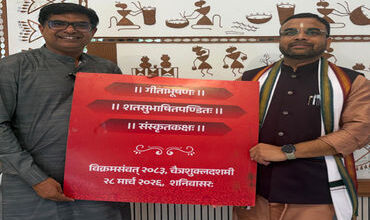 ।। गीताभूषणः ।।
।। शतसुभाषितपण्डितः ।।
।। संस्कृतकक्षः ।।
विक्रमसंवत् २०८३, चैत्रशुक्लदशमी
२८ मार्च २०२६, शनिवासरः